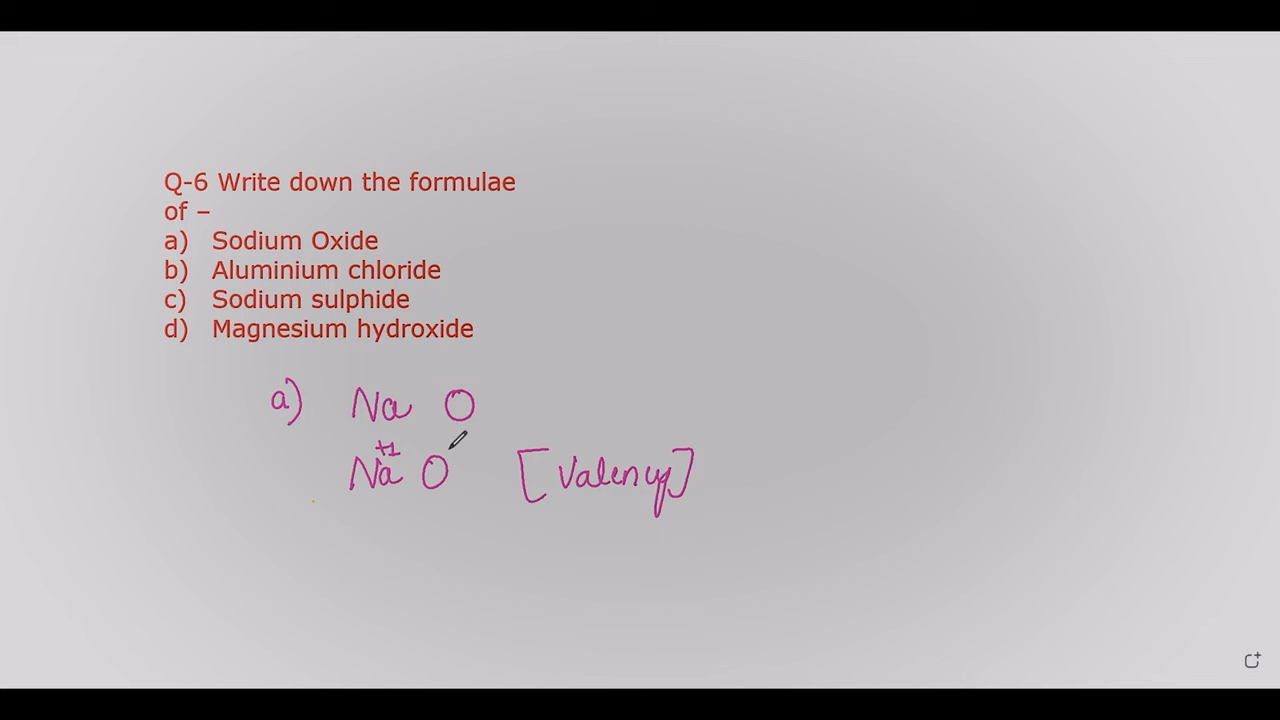 Q-6 Write down the formulae
of –
a) Sodium Oxide
b) Aluminium chloride
c) Sodium sulphide
d) Magnesium hydroxide
a) Na O
Na+1 O [Valency]